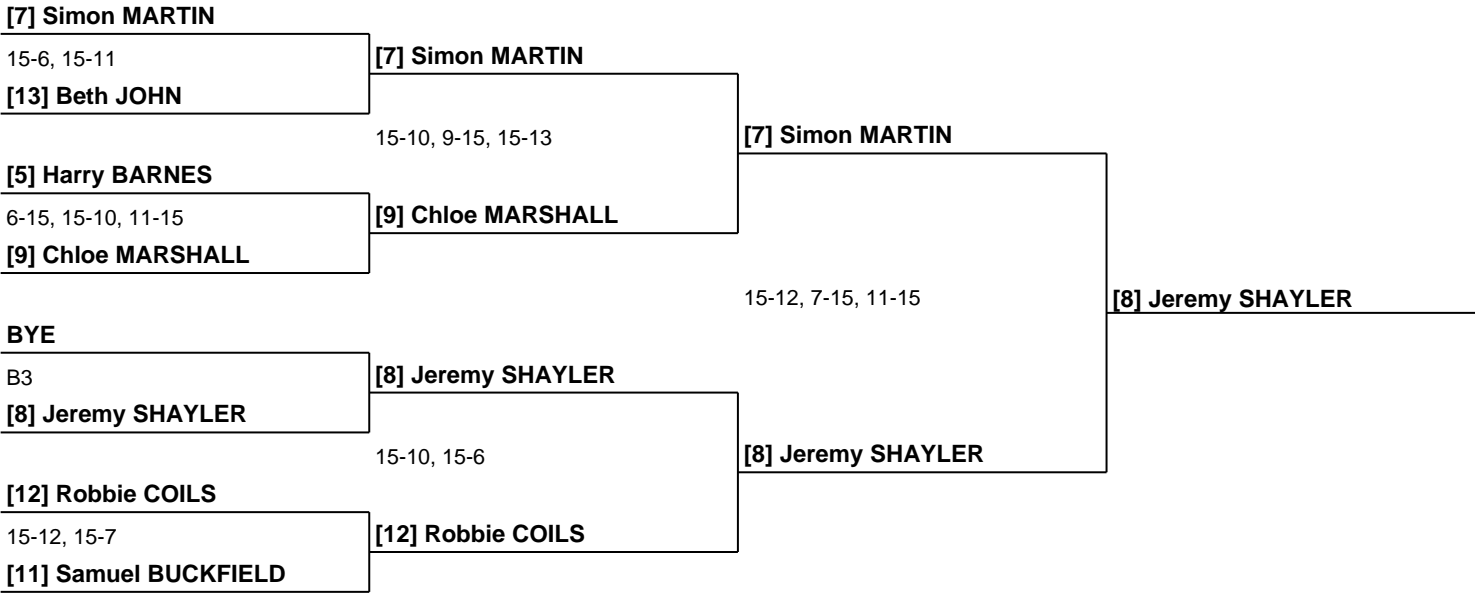 [7] Simon MARTIN
15-6, 15-11
[13] Beth JOHN
[5] Harry BARNES
6-15, 15-10, 11-15
[9] Chloe MARSHALL
BYE
B3
[8] Jeremy SHAYLER
[12] Robbie COILS
15-12, 15-7
[11] Samuel BUCKFIELD
[7] Simon MARTIN
15-10, 9-15, 15-13
[9] Chloe MARSHALL
[8] Jeremy SHAYLER
15-10, 15-6
[12] Robbie COILS
[7] Simon MARTIN
15-12, 7-15, 11-15
[8] Jeremy SHAYLER
[8] Jeremy SHAYLER